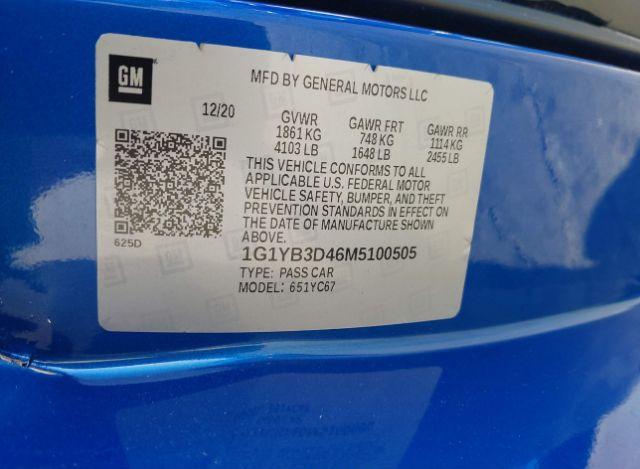 GM
MFD BY GENERAL MOTORS LLC
12/20 GVWR GAWR FRT GAWR RR
1861 KG 748 KG 1114 KG
4103 LB 1648 LB 2455 LB
THIS VEHICLE CONFORMS TO ALL
APPLICABLE U.S. FEDERAL MOTOR
VEHICLE SAFETY, BUMPER, AND THEFT
PREVENTION STANDARDS IN EFFECT ON
THE DATE OF MANUFACTURE SHOWN
ABOVE.
625D
1G1YB3D46M5100505
TYPE: PASS CAR
MODEL: 651YC67